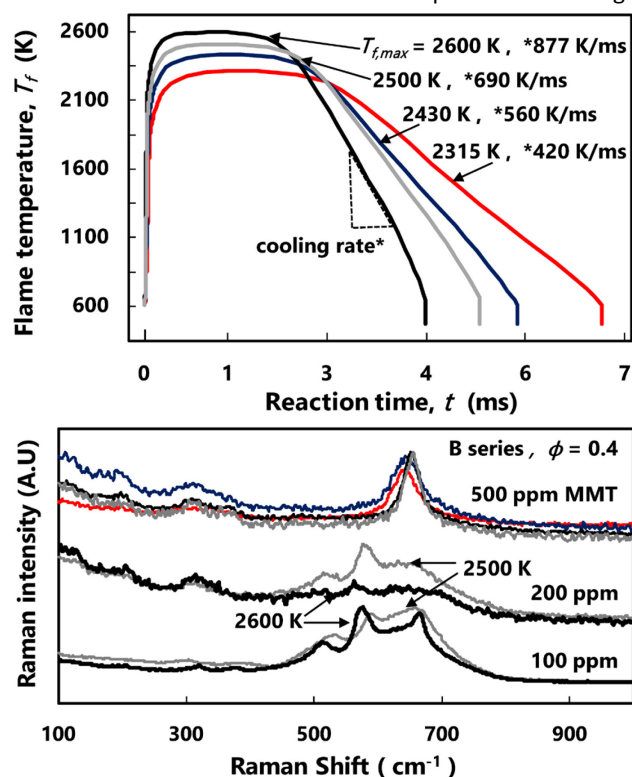 2600
2100
1600
1100
600
Flame temperature, T_f (K)
T_f,max = 2600 K , *877 K/ms
2500 K , *690 K/ms
2430 K , *560 K/ms
2315 K , *420 K/ms
cooling rate*
0 1 2 3 4 5 6 7
Reaction time, t (ms)
B series , ϕ = 0.4
500 ppm MMT
2500 K
200 ppm
2600 K
100 ppm
Raman intensity (A.U)
100 300 500 700 900
Raman Shift ( cm⁻¹ )